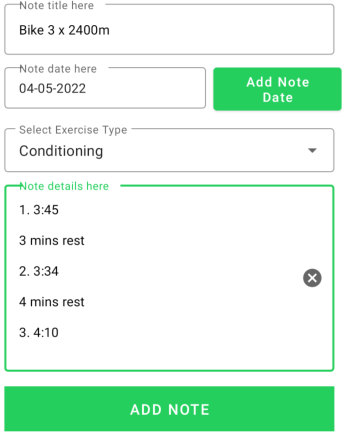 Note title here
Bike 3 x 2400m
Note date here
04-05-2022
Add Note
Date
Select Exercise Type
Conditioning
Note details here
1. 3:45
3 mins rest
2. 3:34
4 mins rest
3. 4:10
ADD NOTE